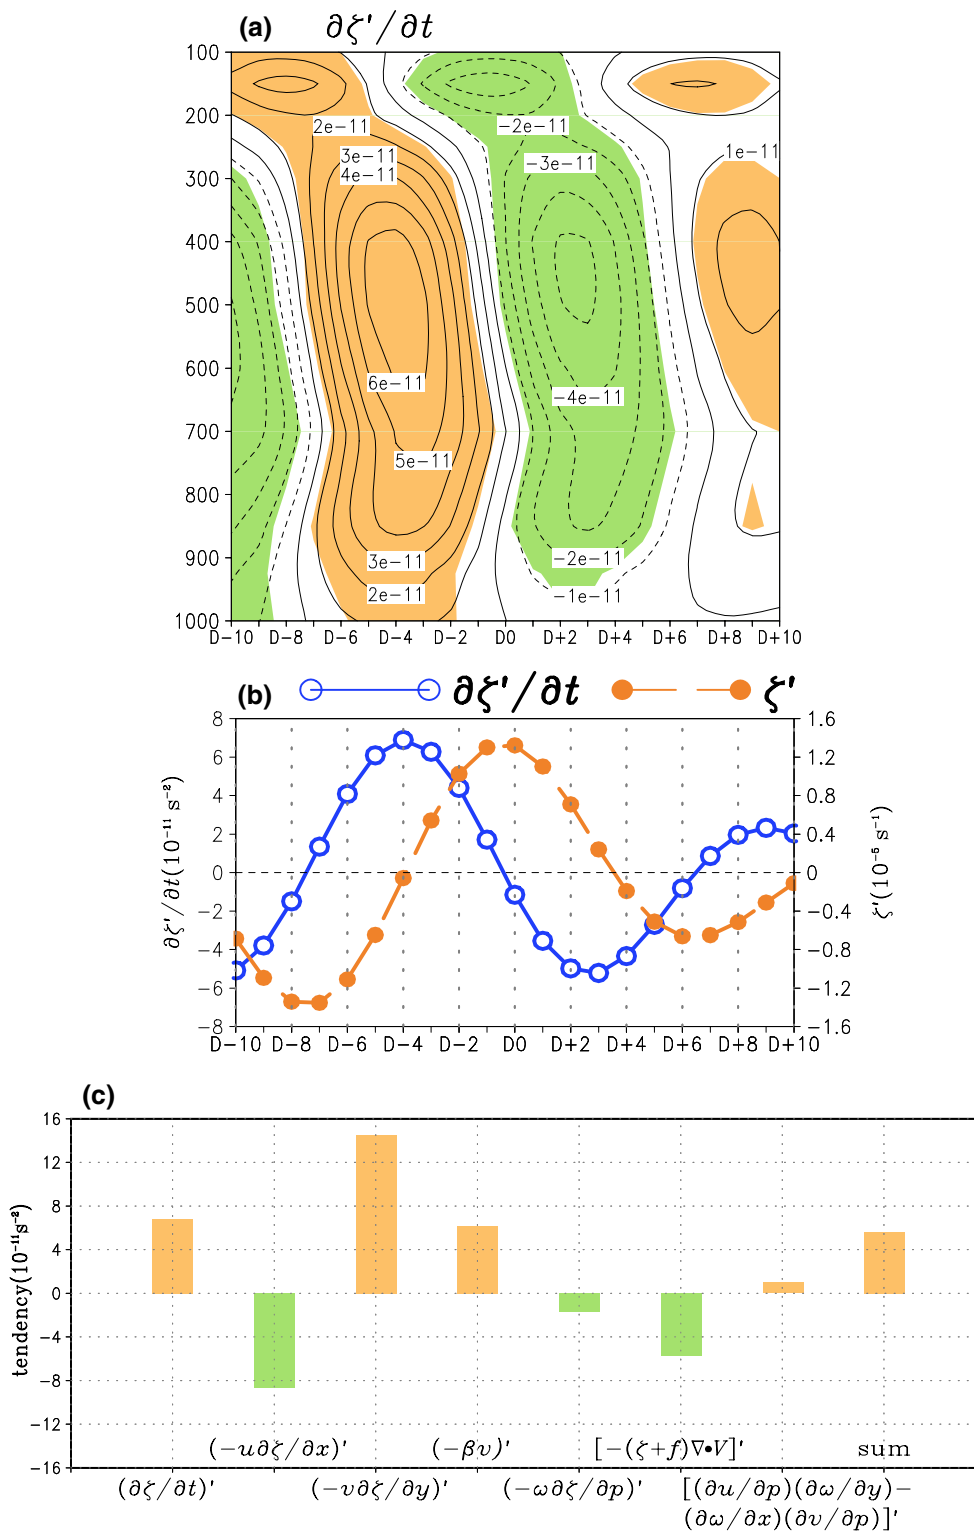 (a) ∂ζ'/∂t
100
200
300
400
500
600
700
800
900
1000
2e−11
−2e−11
3e−11
4e−11
−3e−11
1e−11
6e−11
−4e−11
5e−11
3e−11
−2e−11
2e−11
−1e−11
D−10 D−8 D−6 D−4 D−2 D0 D+2 D+4 D+6 D+8 D+10
(b) ∂ζ'/∂t ζ'
∂ζ'/∂t(10⁻¹¹ s⁻²)
8
6
4
2
0
−2
−4
−6
−8
1.6
1.2
0.8
0.4
0
−0.4
−0.8
−1.2
−1.6
ζ'(10⁻⁵ s⁻¹)
D−10 D−8 D−6 D−4 D−2 D0 D+2 D+4 D+6 D+8 D+10
(c)
tendency(10⁻¹¹s⁻²)
16
12
8
4
0
−4
−8
−12
−16
(−u∂ζ/∂x)' (−βv)' [−(ζ+f)∇•V]' sum
(∂ζ/∂t)' (−v∂ζ/∂y)' (−ω∂ζ/∂p)' [(∂u/∂p)(∂ω/∂y)−
(∂ω/∂x)(∂v/∂p)]'